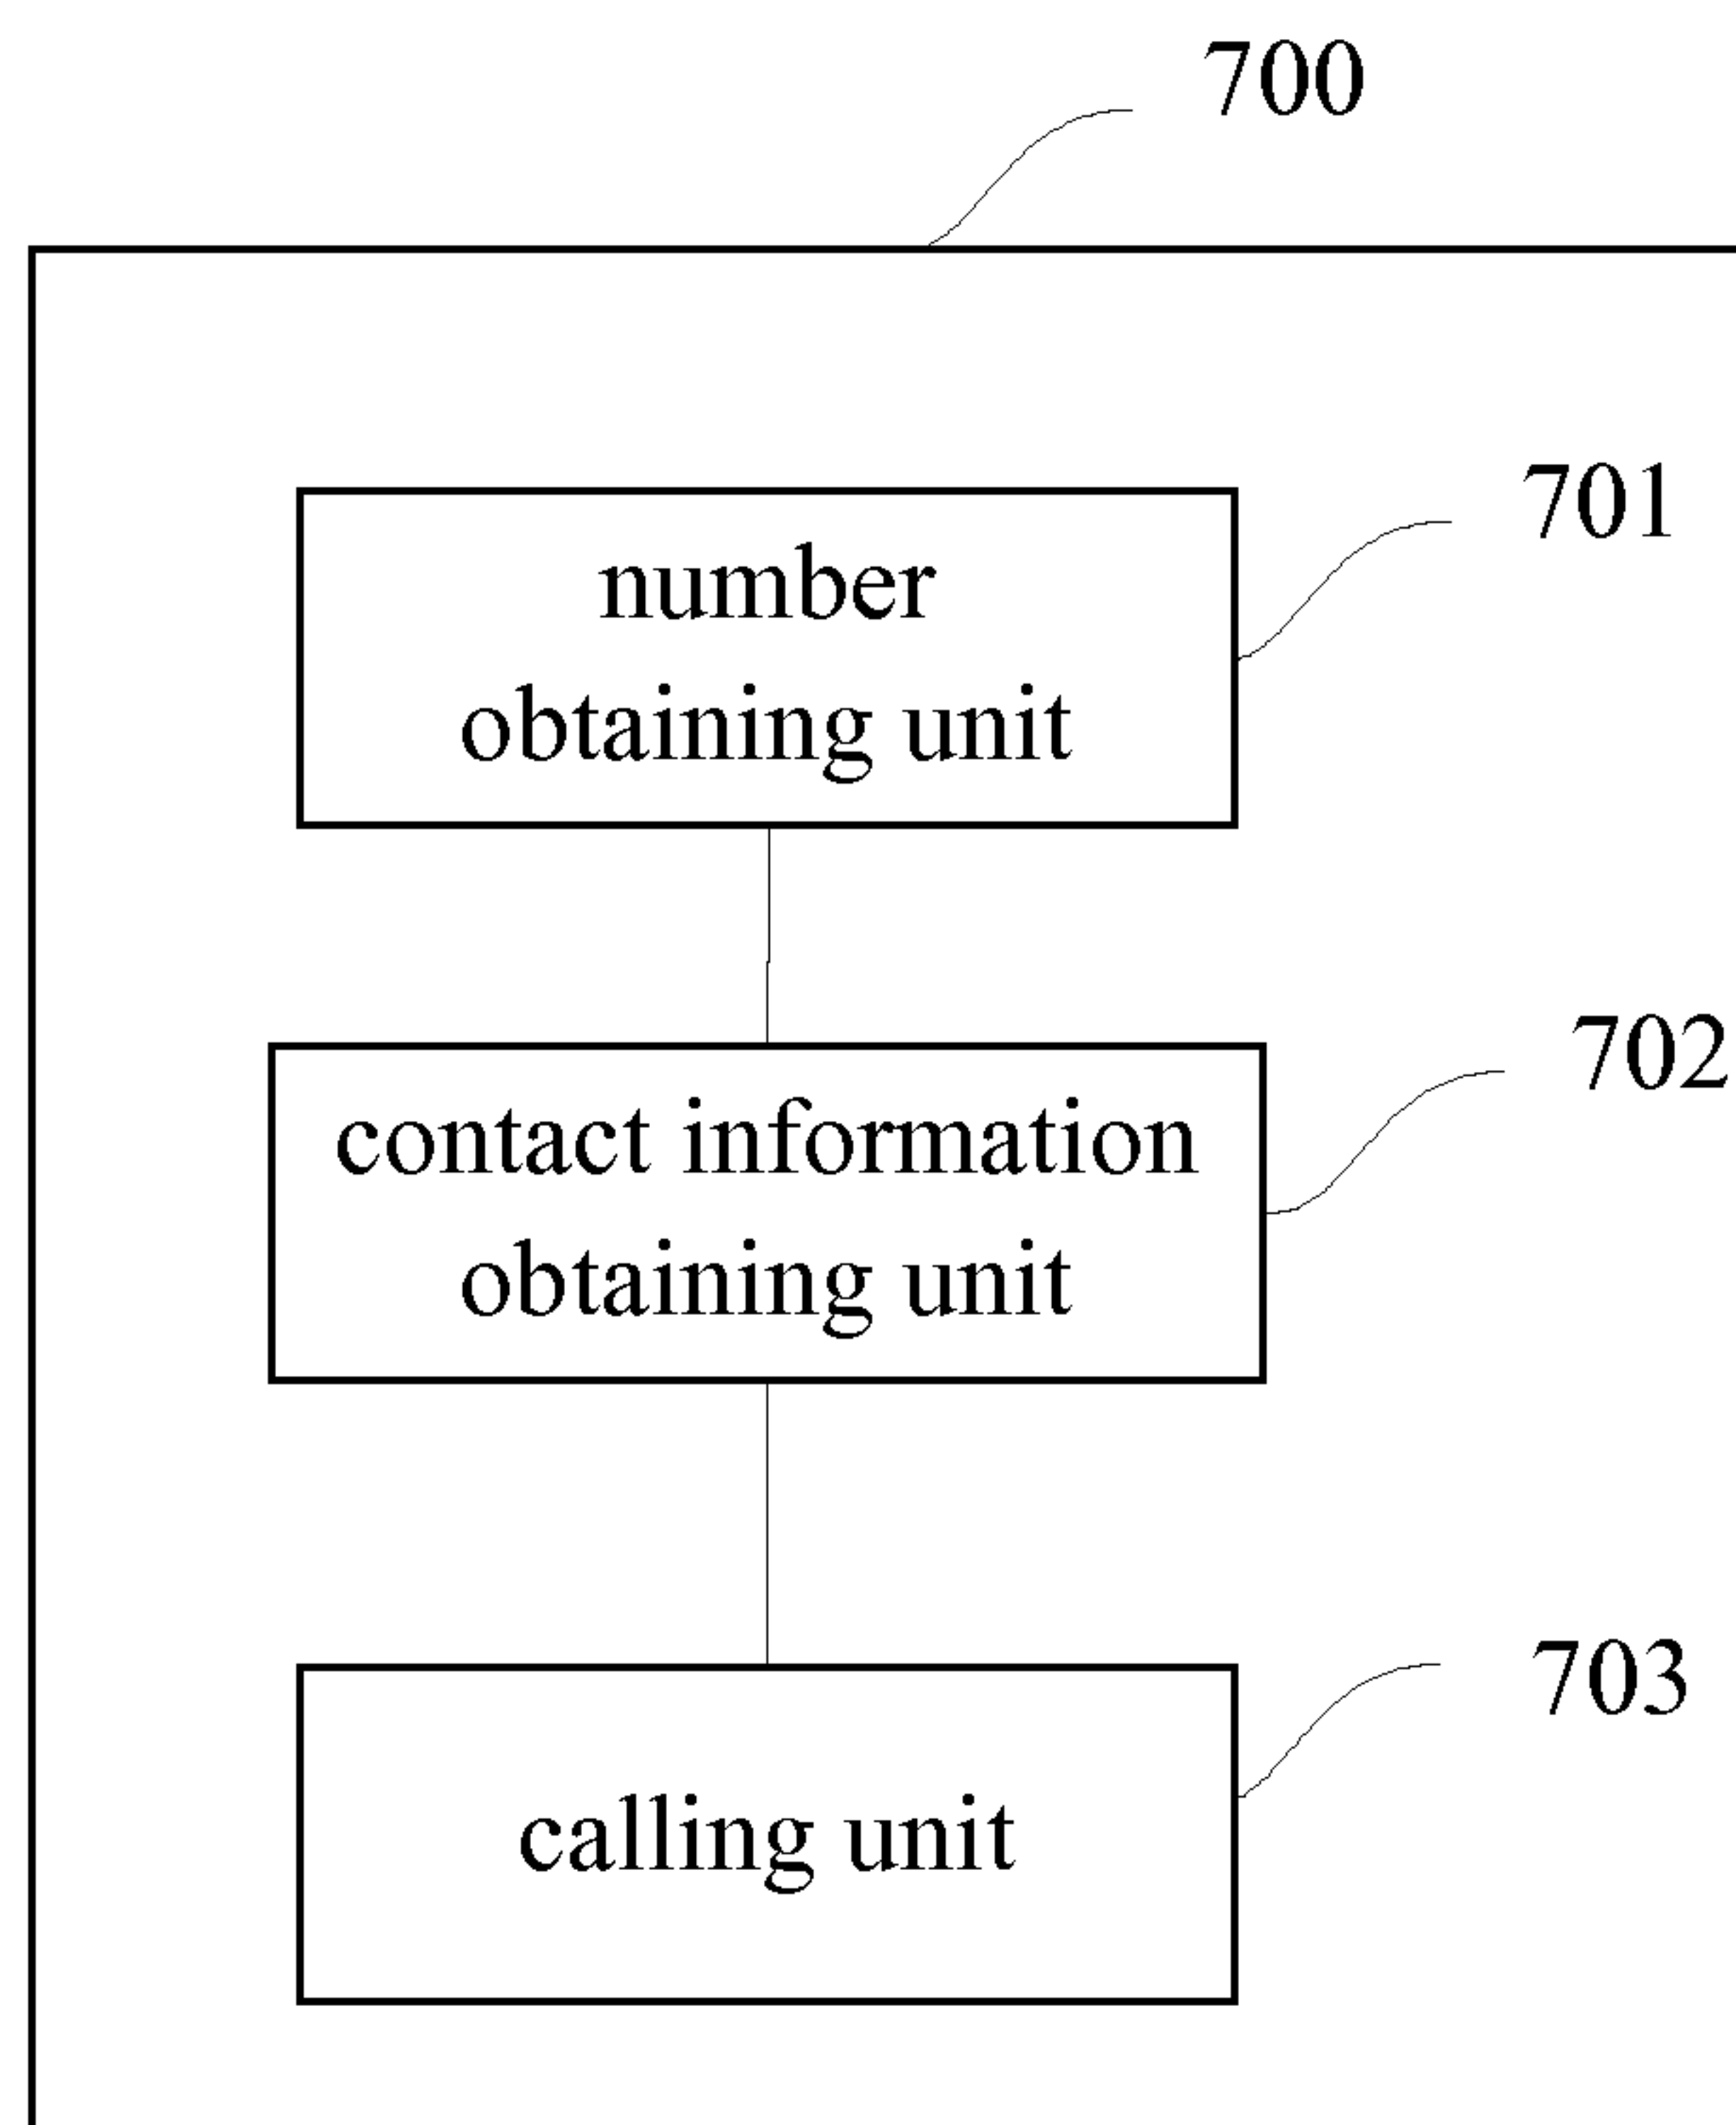 700
701
number
obtaining unit
702
contact information
obtaining unit
703
calling unit